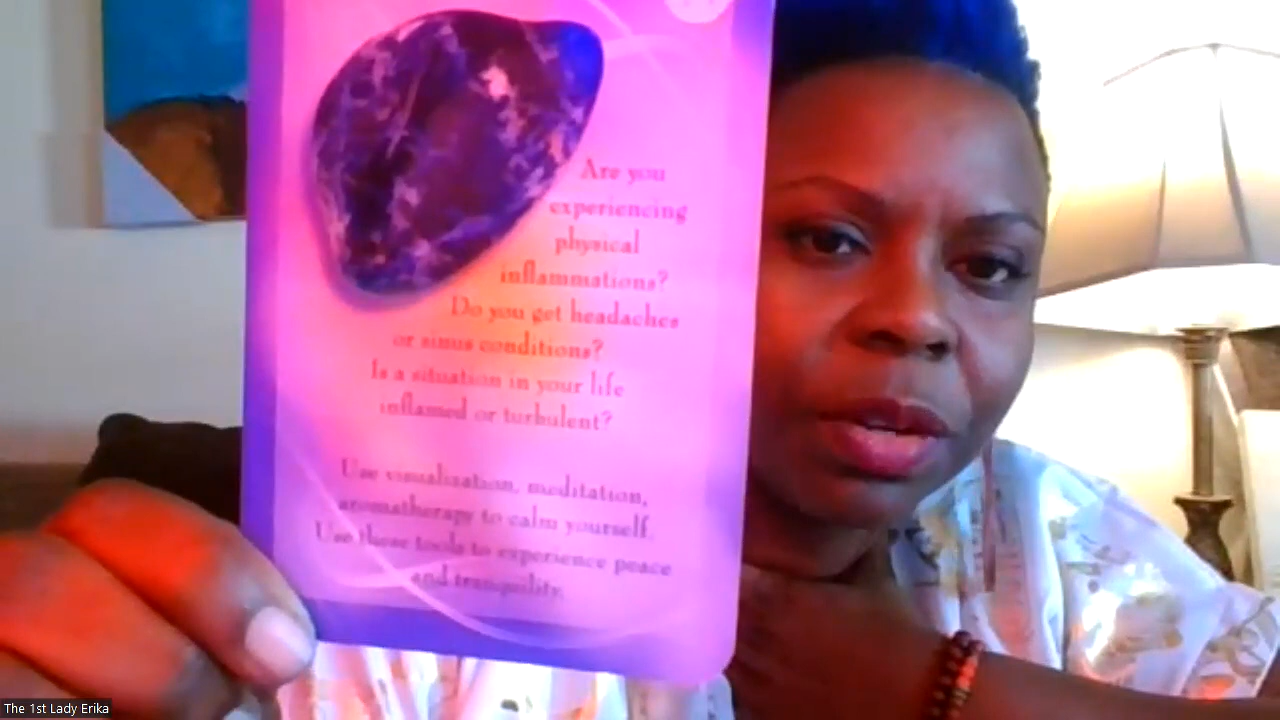 Are you
experiencing
physical
inflammations?
Do you get headaches
or sinus conditions?
Is a situation in your life
inflamed or turbulent?
Use visualization, meditation,
aromatherapy to calm yourself.
Use these tools to experience peace
and tranquility.
The 1st Lady Erika